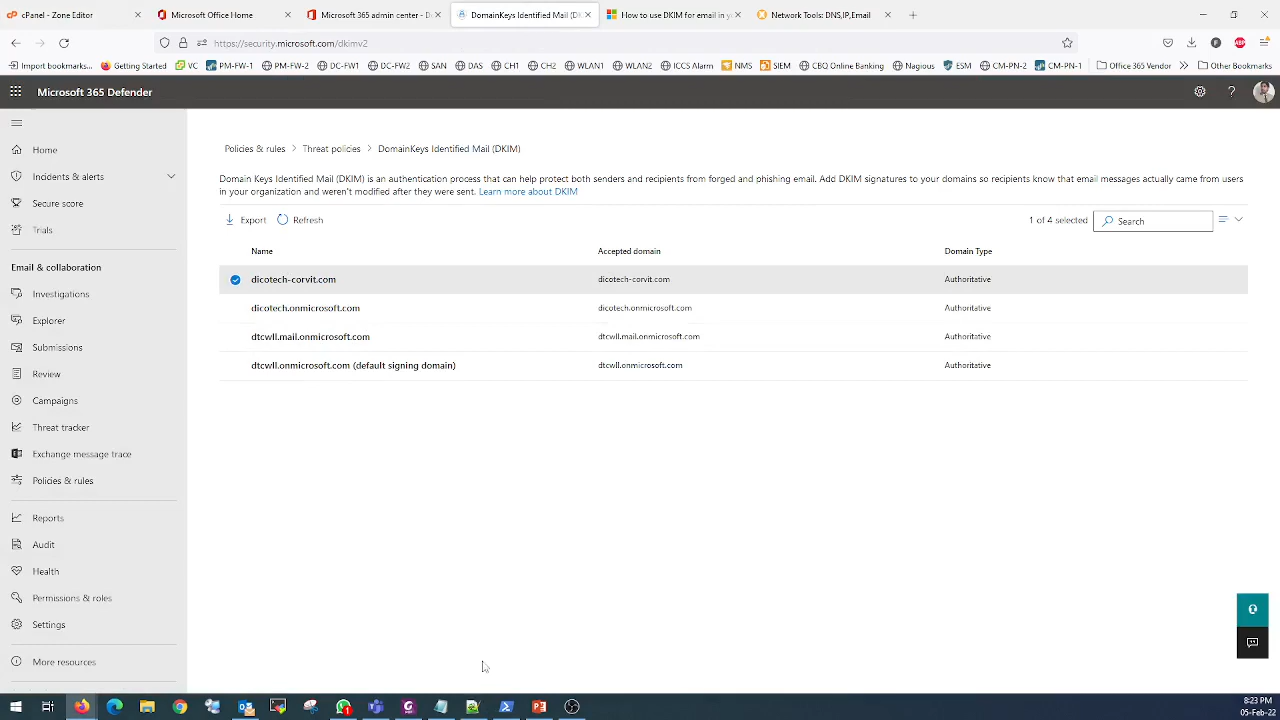 cPanel - Zone Editor
Microsoft Office Home
Microsoft 365 admin center - D
DomainKeys Identified Mail (D
How to use DKIM for email in y
Network Tools: DNS,IP,Email
https://security.microsoft.com/dkimv2
Import bookmarks...
Getting Started
VC
PM-FW-1
PM-FW-2
DC-FW1
DC-FW2
SAN
DAS
CH1
CH2
WLAN1
WLAN2
ICCS Alarm
NMS
SIEM
CBQ Online Banking
Nagious
ESM
CM-PN-2
CM-PN-1
Office 365 Vendor
Other Bookmarks
Microsoft 365 Defender
Home
Incidents & alerts
Secure score
Trials
Email & collaboration
Investigations
Explorer
Submissions
Review
Campaigns
Threat tracker
Exchange message trace
Policies & rules
Reports
Audit
Health
Permissions & roles
Settings
More resources
Policies & rules > Threat policies > DomainKeys Identified Mail (DKIM)
Domain Keys Identified Mail (DKIM) is an authentication process that can help protect both senders and recipients from forged and phishing email. Add DKIM signatures to your domains so recipients know that email messages actually came from users
in your organization and weren't modified after they were sent. Learn more about DKIM
Export Refresh 1 of 4 selected Search
Name Accepted domain Domain Type
dicotech-corvit.com dicotech-corvit.com Authoritative
dicotech.onmicrosoft.com dicotech.onmicrosoft.com Authoritative
dtcwll.mail.onmicrosoft.com dtcwll.mail.onmicrosoft.com Authoritative
dtcwll.onmicrosoft.com (default signing domain) dtcwll.onmicrosoft.com Authoritative
8:23 PM
05-Feb-22